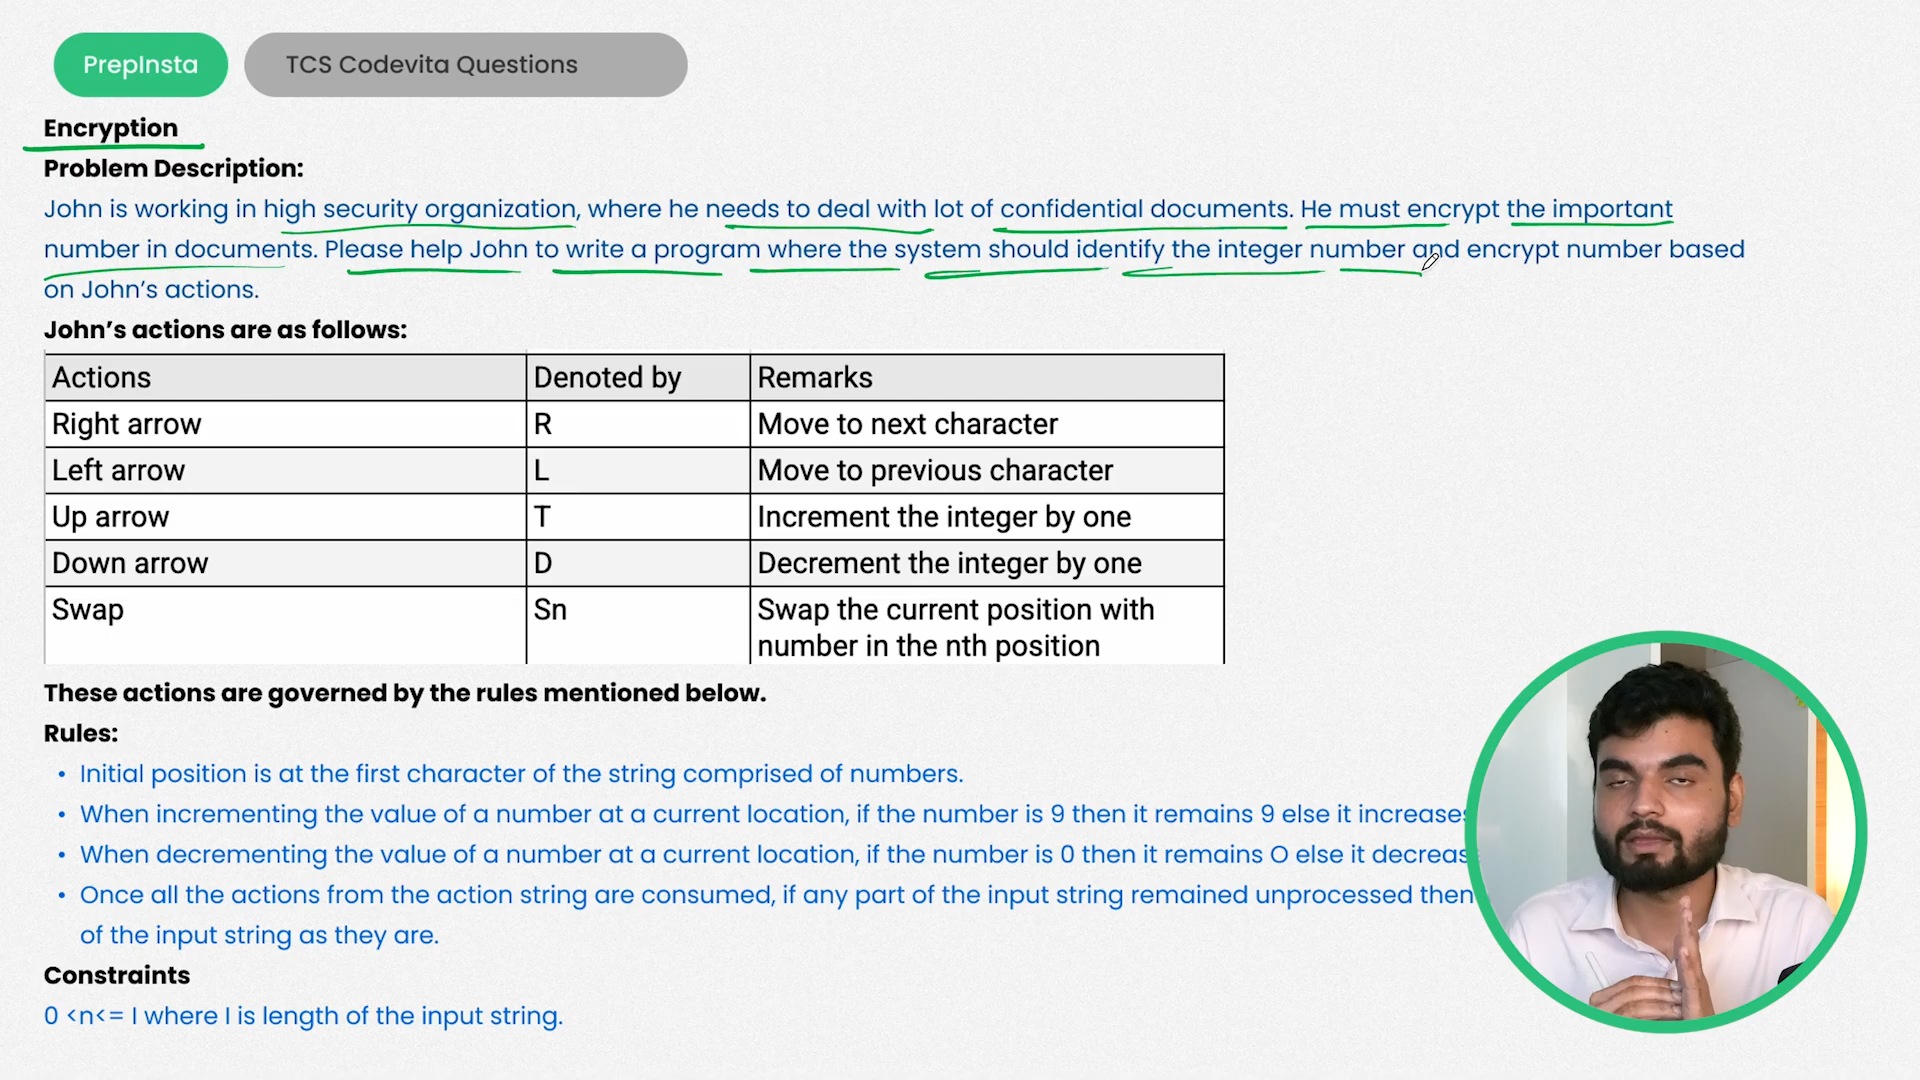 PrepInsta
TCS Codevita Questions
Encryption
Problem Description:
John is working in high security organization, where he needs to deal with lot of confidential documents. He must encrypt the important
number in documents. Please help John to write a program where the system should identify the integer number and encrypt number based
on John's actions.
John's actions are as follows:
Actions Denoted by Remarks
Right arrow R Move to next character
Left arrow L Move to previous character
Up arrow T Increment the integer by one
Down arrow D Decrement the integer by one
Swap Sn Swap the current position with
number in the nth position
These actions are governed by the rules mentioned below.
Rules:
• Initial position is at the first character of the string comprised of numbers.
• When incrementing the value of a number at a current location, if the number is 9 then it remains 9 else it increases
• When decrementing the value of a number at a current location, if the number is 0 then it remains O else it
• Once all the actions from the action string are consumed, if any part of the input string remained unprocessed then
of the input string as they are.
Constraints
0 <n<= I where I is length of the input string.